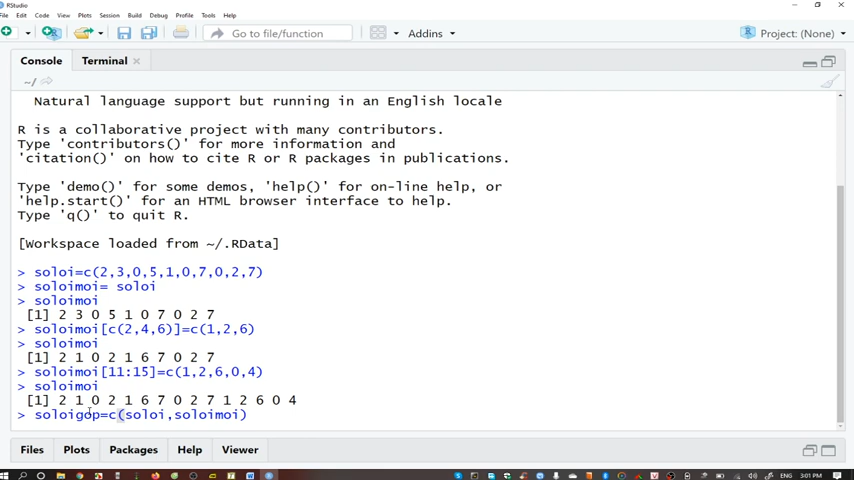 RStudio
File Edit Code View Plots Session Build Debug Profile Tools Help
Go to file/function Addins Project: (None)
Console Terminal
~/
Natural language support but running in an English locale
R is a collaborative project with many contributors.
Type 'contributors()' for more information and
'citation()' on how to cite R or R packages in publications.
Type 'demo()' for some demos, 'help()' for on-line help, or
'help.start()' for an HTML browser interface to help.
Type 'q()' to quit R.
[Workspace loaded from ~/.RData]
> soloi=c(2,3,0,5,1,0,7,0,2,7)
> soloimoi= soloi
> soloimoi
[1] 2 3 0 5 1 0 7 0 2 7
> soloimoi[c(2,4,6)]=c(1,2,6)
> soloimoi
[1] 2 1 0 2 1 6 7 0 2 7
> soloimoi[11:15]=c(1,2,6,0,4)
> soloimoi
[1] 2 1 0 2 1 6 7 0 2 7 1 2 6 0 4
> soloigop=c(soloi,soloimoi)
Files Plots Packages Help Viewer
ENG 3:01 PM